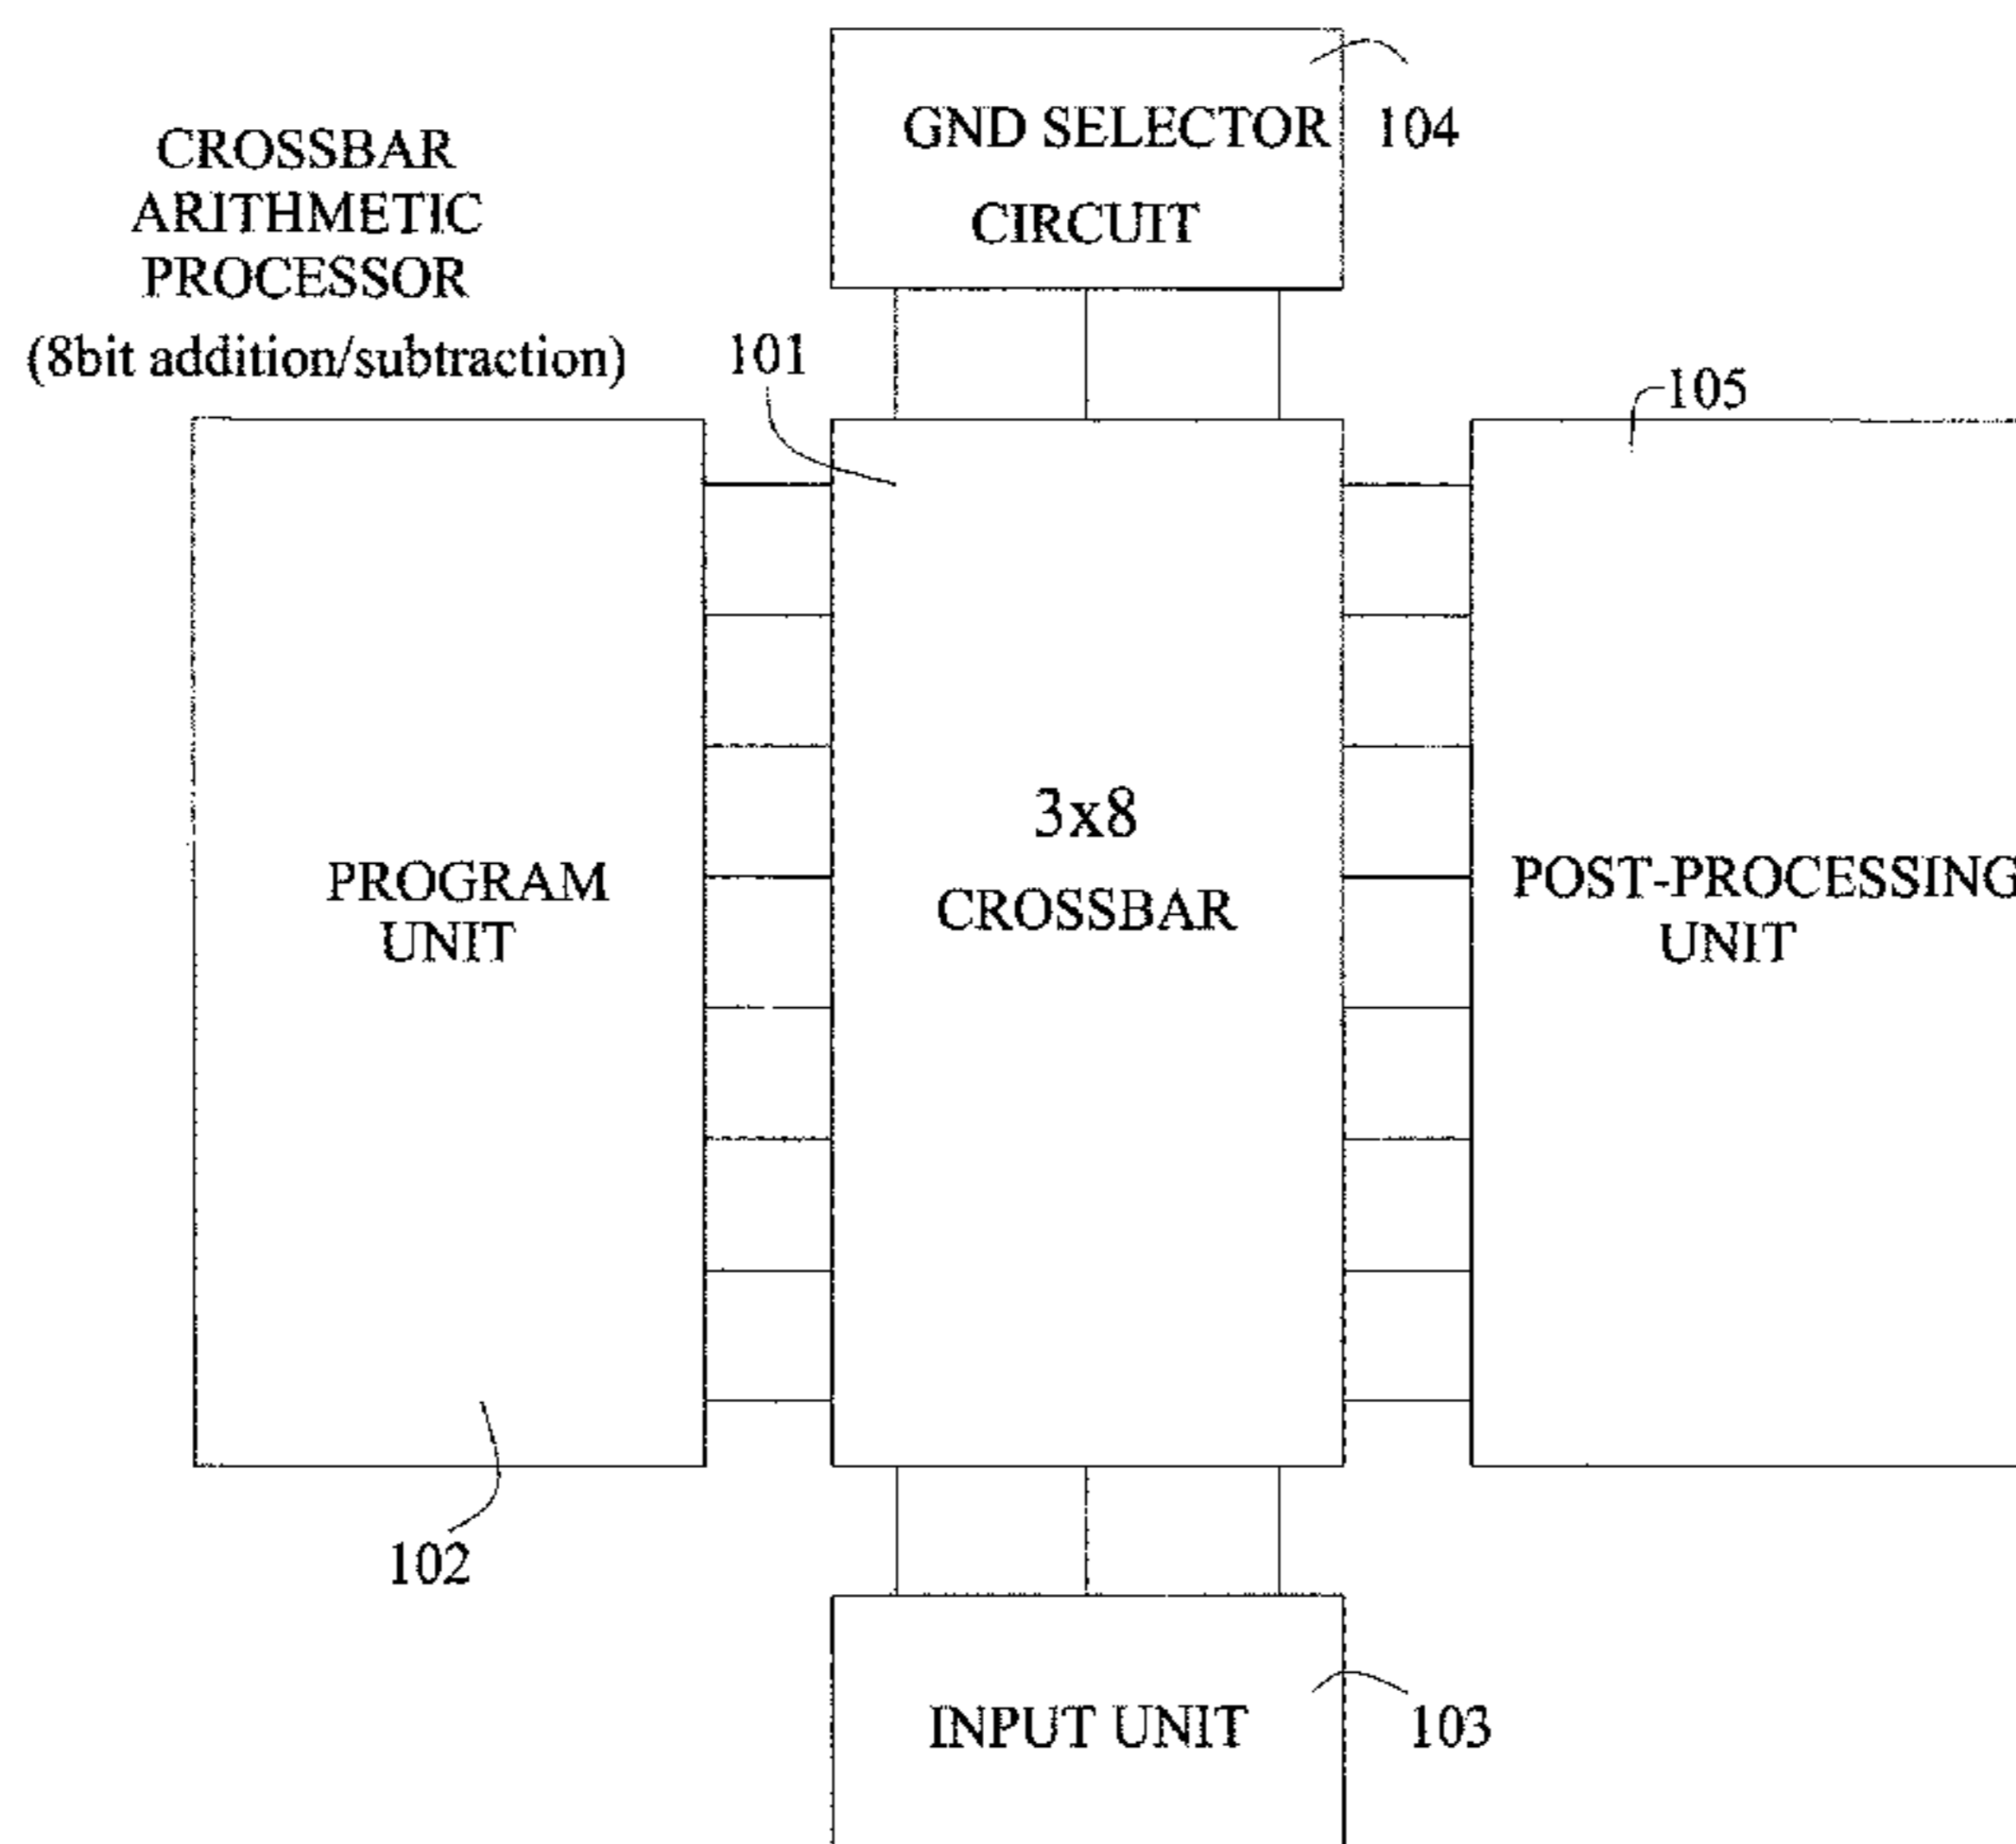 GND SELECTOR
CIRCUIT
104
CROSSBAR
ARITHMETIC
PROCESSOR
(8bit addition/subtraction)
101
105
PROGRAM
UNIT
3x8
CROSSBAR
POST-PROCESSING
UNIT
102
INPUT UNIT
103